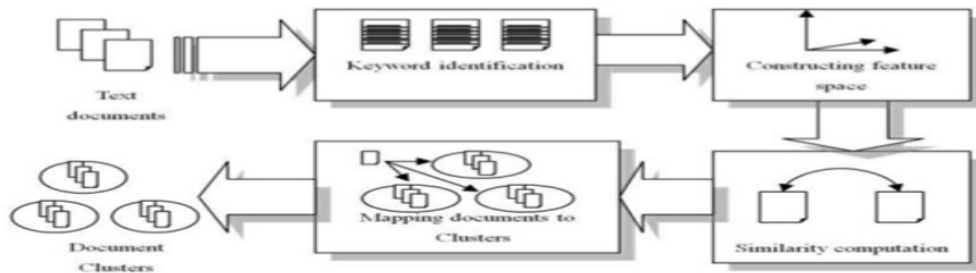 Text
documents
Keyword identification
Constructing feature
space
Similarity computation
Mapping documents to
Clusters
Document
Clusters